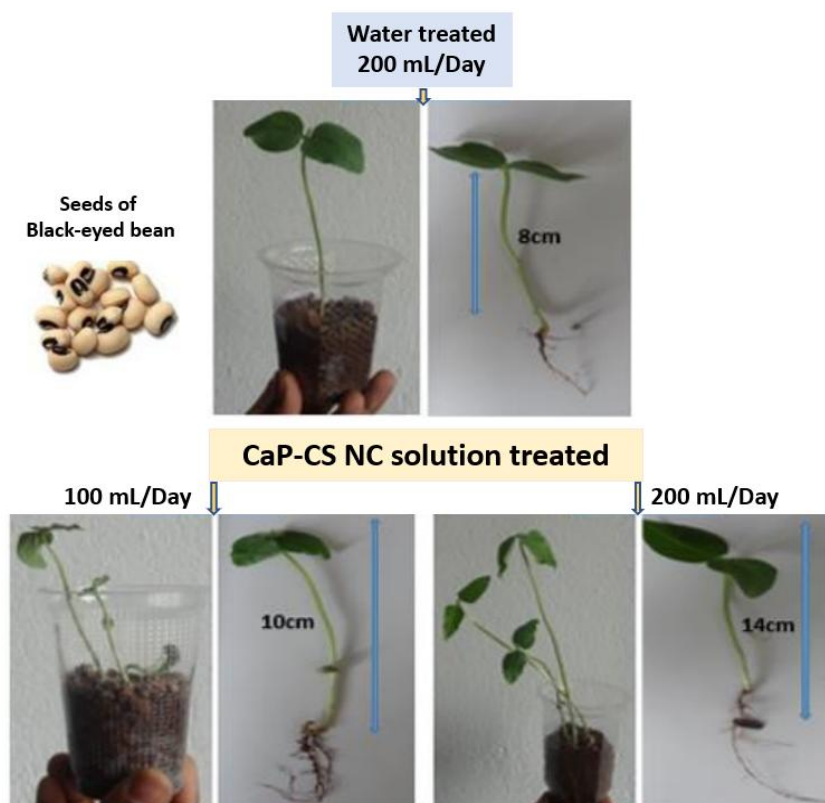 Water treated
200 mL/Day
Seeds of
Black-eyed bean
8cm
CaP-CS NC solution treated
100 mL/Day
200 mL/Day
10cm
14cm